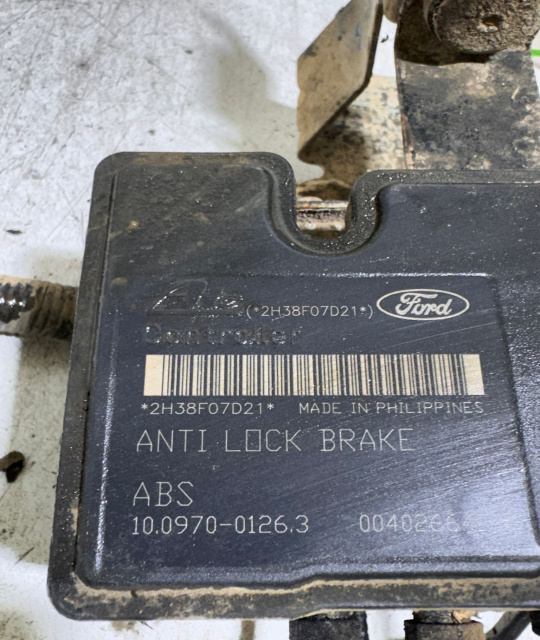 (*2H38F07D21*) Ford
Controller
*2H38F07D21* MADE IN PHILIPPINES
ANTI LOCK BRAKE
ABS
10.0970-0126.3